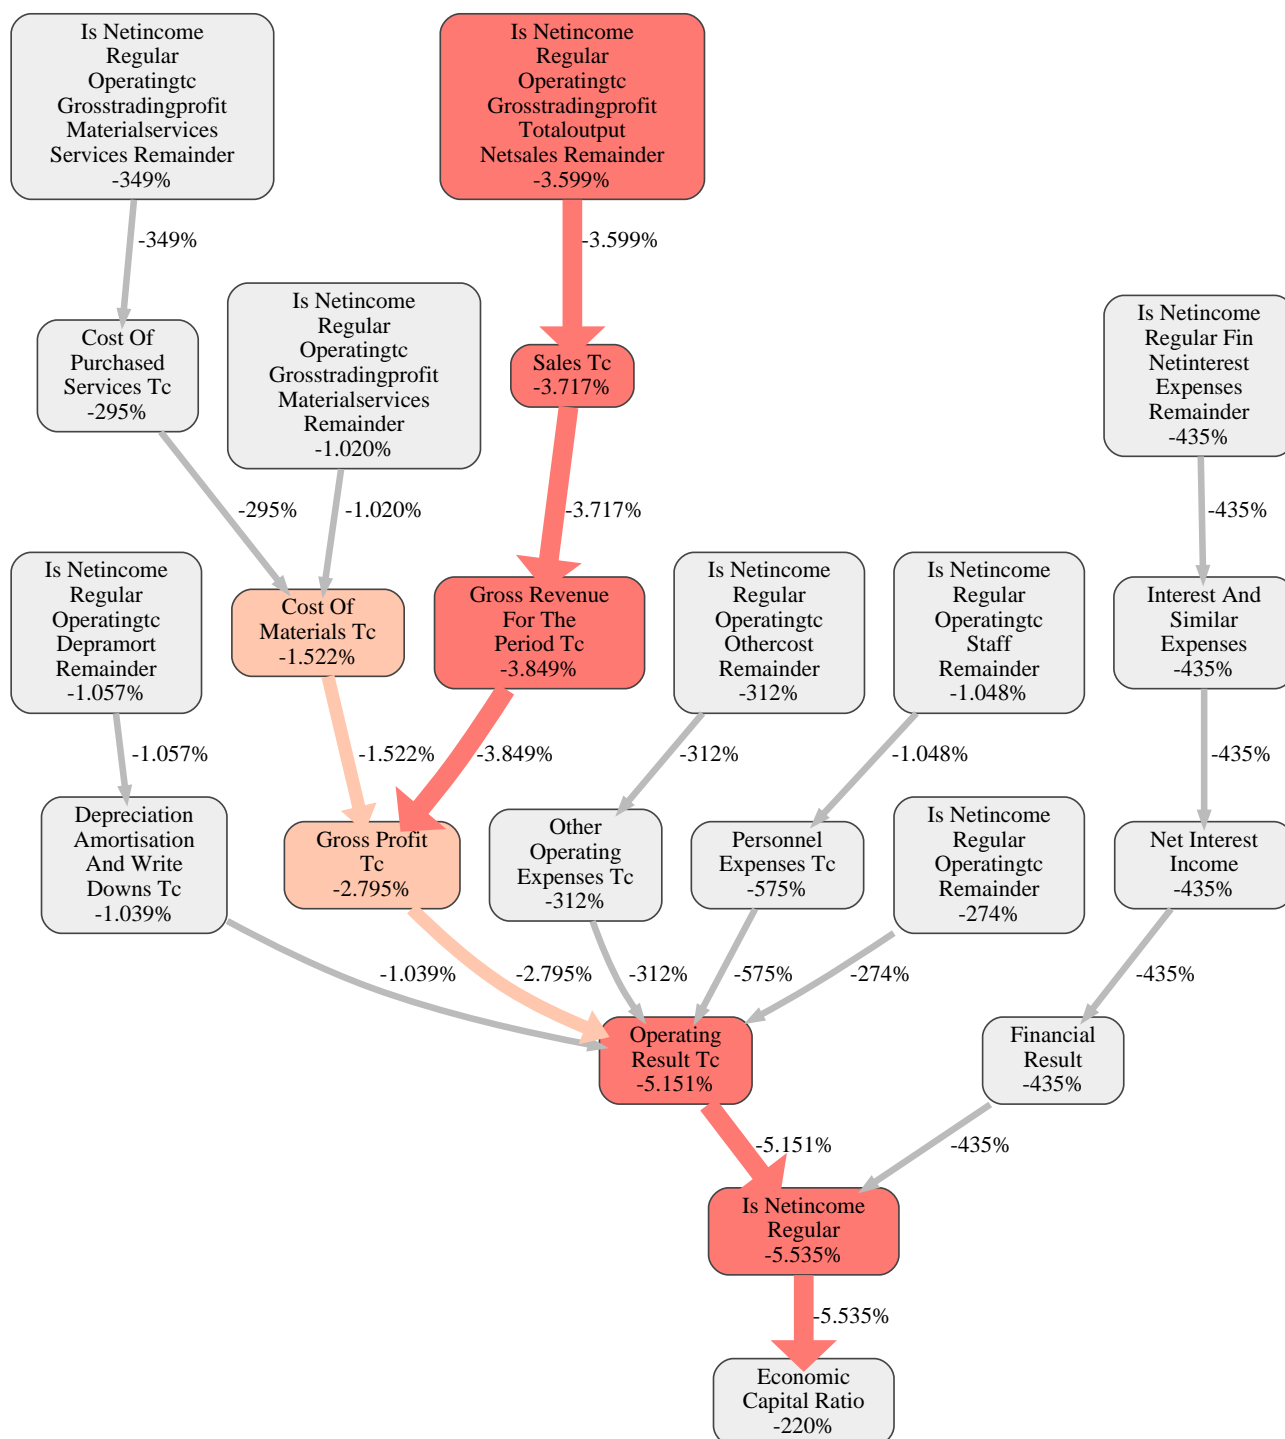 Is Netincome
Regular
Operatingtc
Grosstradingprofit
Materialservices
Services Remainder
-349%
Is Netincome
Regular
Operatingtc
Grosstradingprofit
Totaloutput
Netsales Remainder
-3.599%
-349%
-3.599%
Cost Of
Purchased
Services Tc
-295%
Is Netincome
Regular
Operatingtc
Grosstradingprofit
Materialservices
Remainder
-1.020%
Sales Tc
-3.717%
Is Netincome
Regular Fin
Netinterest
Expenses
Remainder
-435%
-295%
-1.020%
-3.717%
-435%
Is Netincome
Regular
Operatingtc
Depramort
Remainder
-1.057%
Cost Of
Materials Tc
-1.522%
Gross Revenue
For The
Period Tc
-3.849%
Is Netincome
Regular
Operatingtc
Othercost
Remainder
-312%
Is Netincome
Regular
Operatingtc
Staff
Remainder
-1.048%
Interest And
Similar
Expenses
-435%
-1.057%
-1.522%
-3.849%
-312%
-1.048%
-435%
Depreciation
Amortisation
And Write
Downs Tc
-1.039%
Gross Profit
Tc
-2.795%
Other
Operating
Expenses Tc
-312%
Personnel
Expenses Tc
-575%
Is Netincome
Regular
Operatingtc
Remainder
-274%
Net Interest
Income
-435%
-1.039%
-2.795%
-312%
-575%
-274%
-435%
Operating
Result Tc
-5.151%
Financial
Result
-435%
-5.151%
-435%
Is Netincome
Regular
-5.535%
-5.535%
Economic
Capital Ratio
-220%